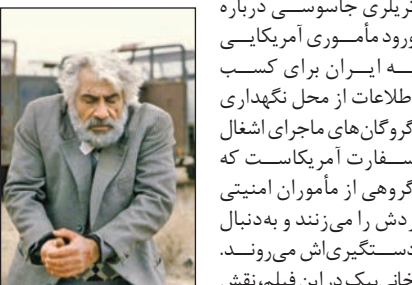 تریلری جاسوسی درباره
ورود مأموری آمریکایی
ایران برای کسب
اطلاعات از محل نگهداری
گروگان‌های ماجرای اشغال
سفارت آمریکاست که
گروهی از مأموران امنیتی
ردش را می‌زنند و به‌دنبال
دستگیری‌اش می‌روند.
در این فیلم، نقش